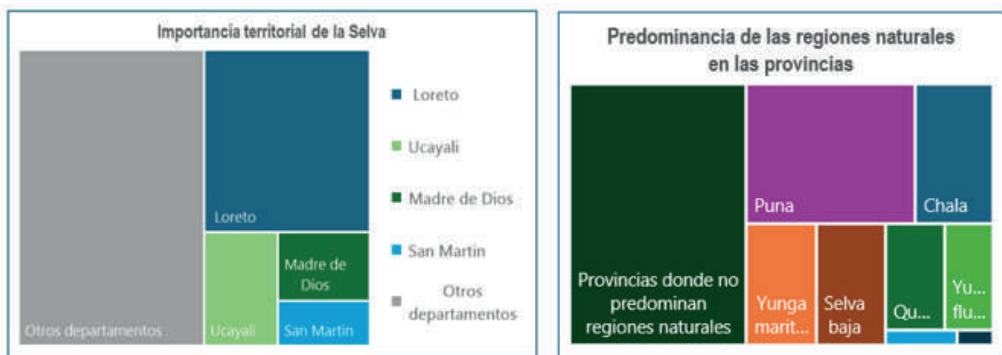 Importancia territorial de la Selva
Loreto
Ucayali
Madre de
Dios
San Martin
Otros departamentos
Loreto
Ucayali
Madre de Dios
San Martin
Otros
departamentos
Predominancia de las regiones naturales
en las provincias
Provincias donde no
predominan
regiones naturales
Puna
Chala
Yunga
marit...
Selva
baja
Qu...
Yu...
flu...